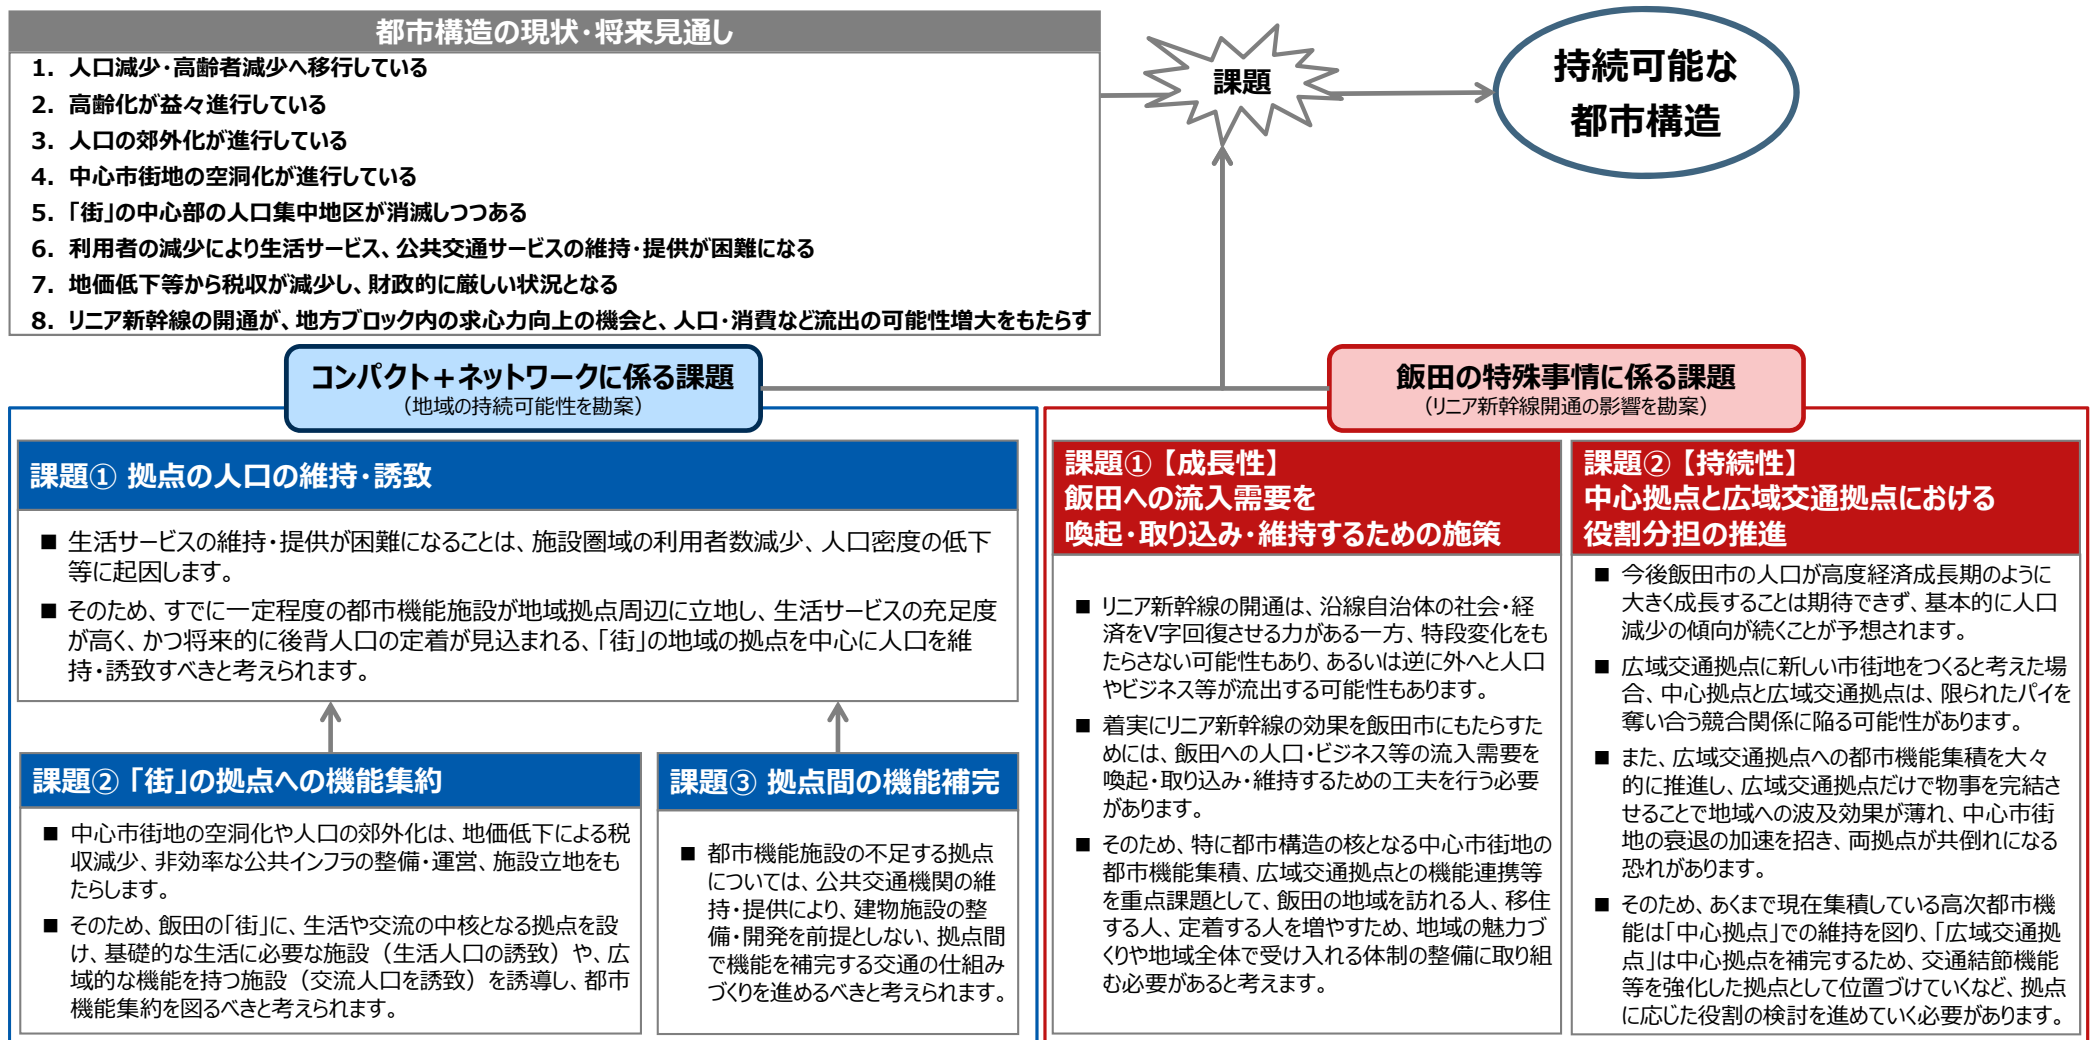 都市構造の現状・将来見通し
1. 人口減少・高齢者減少へ移行している
2. 高齢化が益々進行している
3. 人口の郊外化が進行している
4. 中心市街地の空洞化が進行している
5. 「街」の中心部の人口集中地区が消滅しつつある
6. 利用者の減少により生活サービス、公共交通サービスの維持・提供が困難になる
7. 地価低下等から税収が減少し、財政的に厳しい状況となる
8. リニア新幹線の開通が、地方ブロック内の求心力向上の機会と、人口・消費など流出の可能性増大をもたらす
課題
持続可能な
都市構造
コンパクト＋ネットワークに係る課題
（地域の持続可能性を勘案）
課題① 拠点の人口の維持・誘致
■ 生活サービスの維持・提供が困難になることは、施設圏域の利用者数減少、人口密度の低下
等に起因します。
■ そのため、すでに一定程度の都市機能施設が地域拠点周辺に立地し、生活サービスの充足度
が高く、かつ将来的に後背人口の定着が見込まれる、「街」の地域の拠点を中心に人口を維
持・誘致すべきと考えられます。
課題② 「街」の拠点への機能集約
■ 中心市街地の空洞化や人口の郊外化は、地価低下による税
収減少、非効率な公共インフラの整備・運営、施設立地をも
たらします。
■ そのため、飯田の「街」に、生活や交流の中核となる拠点を設
け、基礎的な生活に必要な施設（生活人口の誘致）や、広
域的な機能を持つ施設（交流人口を誘致）を誘導し、都市
機能集約を図るべきと考えられます。
課題③ 拠点間の機能補完
■ 都市機能施設の不足する拠点
については、公共交通機関の維
持・提供により、建物施設の整
備・開発を前提としない、拠点間
で機能を補完する交通の仕組み
づくりを進めるべきと考えられます。
飯田の特殊事情に係る課題
（リニア新幹線開通の影響を勘案）
課題① 【成長性】
飯田への流入需要を
喚起・取り込み・維持するための施策
■ リニア新幹線の開通は、沿線自治体の社会・経
済をV字回復させる力がある一方、特段変化をも
たらさない可能性もあり、あるいは逆に外へと人口
やビジネス等が流出する可能性もあります。
■ 着実にリニア新幹線の効果を飯田市にもたらすた
めには、飯田への人口・ビジネス等の流入需要を
喚起・取り込み・維持するための工夫を行う必要
があります。
■ そのため、特に都市構造の核となる中心市街地の
都市機能集積、広域交通拠点との機能連携等
を重点課題として、飯田の地域を訪れる人、移住
する人、定着する人を増やすため、地域の魅力づ
くりや地域全体で受け入れる体制の整備に取り組
む必要があると考えます。
課題② 【持続性】
中心拠点と広域交通拠点における
役割分担の推進
■ 今後飯田市の人口が高度経済成長期のように
大きく成長することは期待できず、基本的に人口
減少の傾向が続くことが予想されます。
■ 広域交通拠点に新しい市街地をつくると考えた場
合、中心拠点と広域交通拠点は、限られたパイを
奪い合う競合関係に陥る可能性があります。
■ また、広域交通拠点への都市機能集積を大々
的に推進し、広域交通拠点だけで物事を完結さ
せることで地域への波及効果が薄れ、中心市街
地の衰退の加速を招き、両拠点が共倒れになる
恐れがあります。
■ そのため、あくまで現在集積している高次都市機
能は「中心拠点」での維持を図り、「広域交通拠
点」は中心拠点を補完するため、交通結節機能
等を強化した拠点として位置づけていくなど、拠点
に応じた役割の検討を進めていく必要があります。